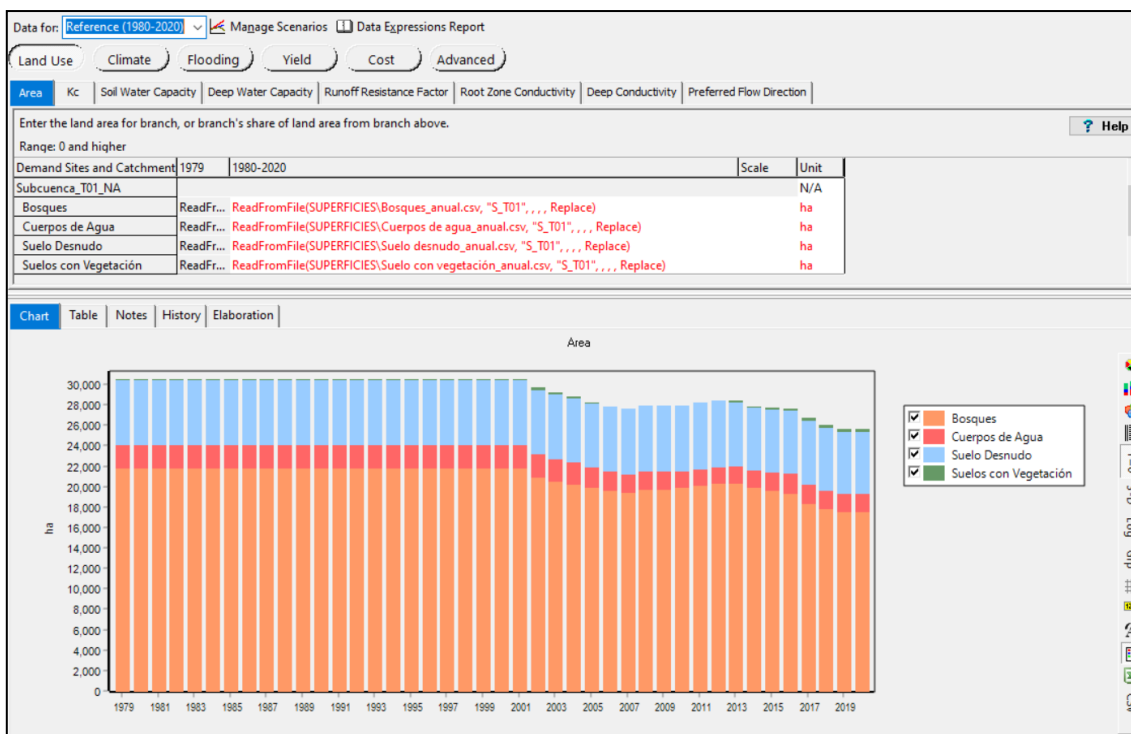 Data for: Reference (1980-2020) Manage Scenarios Data Expressions Report
Land Use Climate Flooding Yield Cost Advanced
Area Kc Soil Water Capacity Deep Water Capacity Runoff Resistance Factor Root Zone Conductivity Deep Conductivity Preferred Flow Direction
Enter the land area for branch, or branch's share of land area from branch above.
? Help
Range: 0 and higher
Demand Sites and Catchment 1979 1980-2020 Scale Unit
Subcuenca_T01_NA N/A
Bosques ReadFr... ReadFromFile(SUPERFICIES\Bosques_anual.csv, "S_T01", , , , Replace) ha
Cuerpos de Agua ReadFr... ReadFromFile(SUPERFICIES\Cuerpos de agua_anual.csv, "S_T01", , , , Replace) ha
Suelo Desnudo ReadFr... ReadFromFile(SUPERFICIES\Suelo desnudo_anual.csv, "S_T01", , , , Replace) ha
Suelos con Vegetación ReadFr... ReadFromFile(SUPERFICIES\Suelo con vegetación_anual.csv, "S_T01", , , , Replace) ha
Chart Table Notes History Elaboration
Area
30,000
28,000
26,000
24,000
22,000
20,000
18,000
16,000
14,000
12,000
10,000
8,000
6,000
4,000
2,000
0
ha
1979 1981 1983 1985 1987 1989 1991 1993 1995 1997 1999 2001 2003 2005 2007 2009 2011 2013 2015 2017 2019
Bosques
Cuerpos de Agua
Suelo Desnudo
Suelos con Vegetación
Log